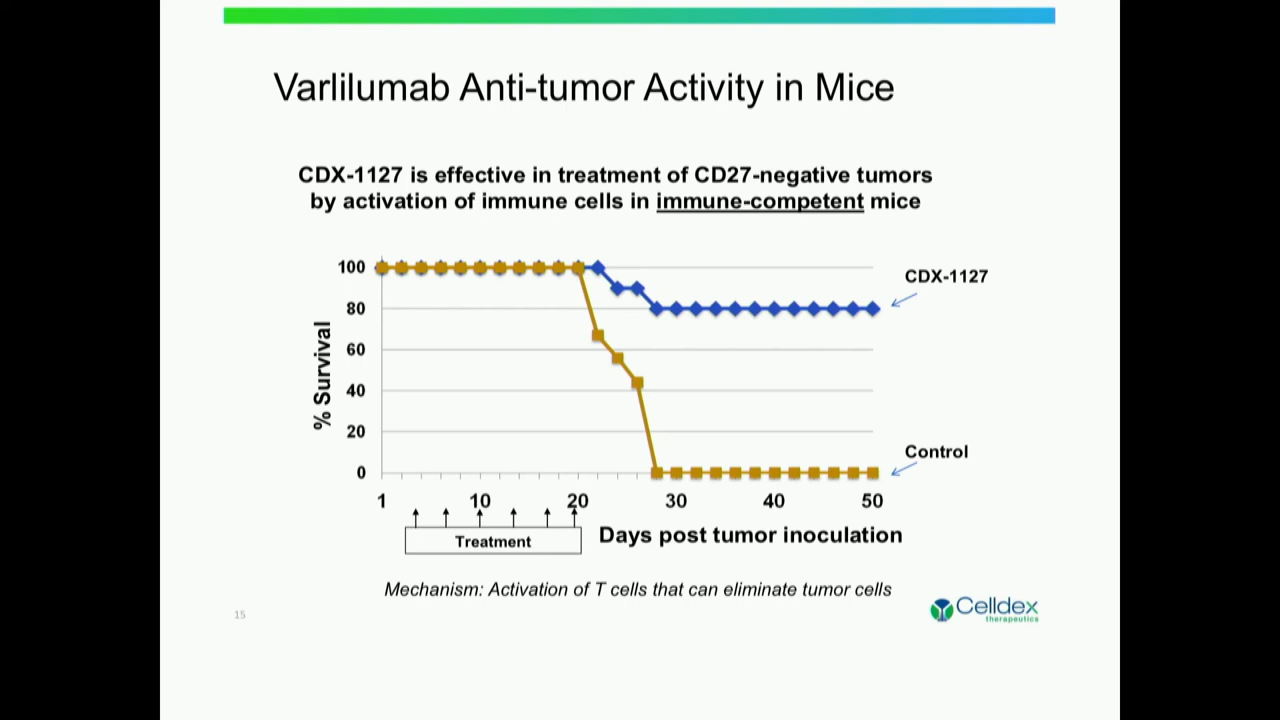 Varlilumab Anti-tumor Activity in Mice
CDX-1127 is effective in treatment of CD27-negative tumors
by activation of immune cells in immune-competent mice
% Survival
100
80
60
40
20
0
CDX-1127
Control
1 10 20 30 40 50
Treatment
Days post tumor inoculation
Mechanism: Activation of T cells that can eliminate tumor cells
15
Celldex
therapeutics